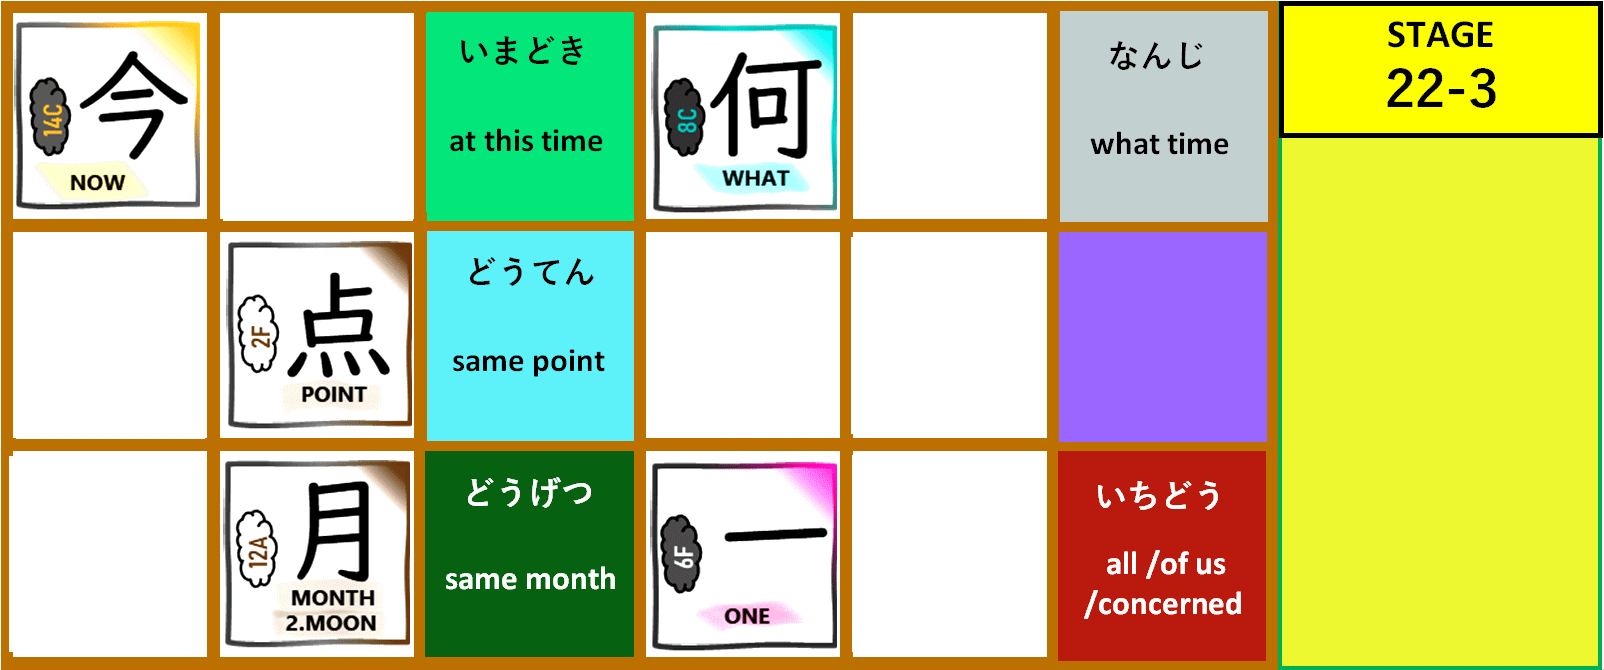 今
14C
NOW
いまどき
at this time
何
8C
WHAT
なんじ
what time
STAGE
22-3
点
2F
POINT
どうてん
same point
月
12A
MONTH
2.MOON
どうげつ
same month
一
6F
ONE
いちどう
all /of us
/concerned